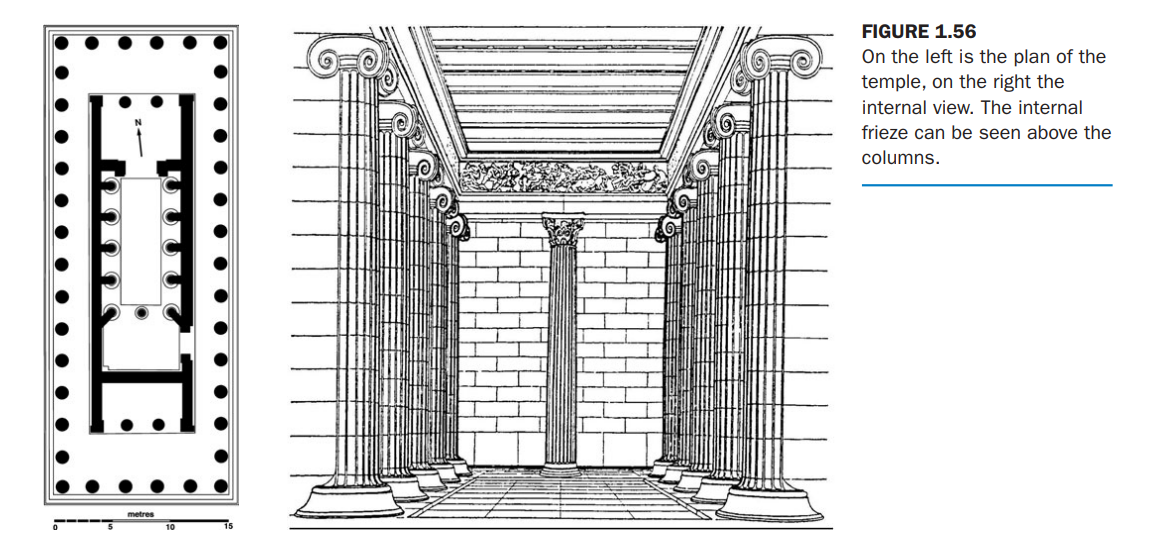 N
metres
0 5 10 15
FIGURE 1.56
On the left is the plan of the
temple, on the right the
internal view. The internal
frieze can be seen above the
columns.